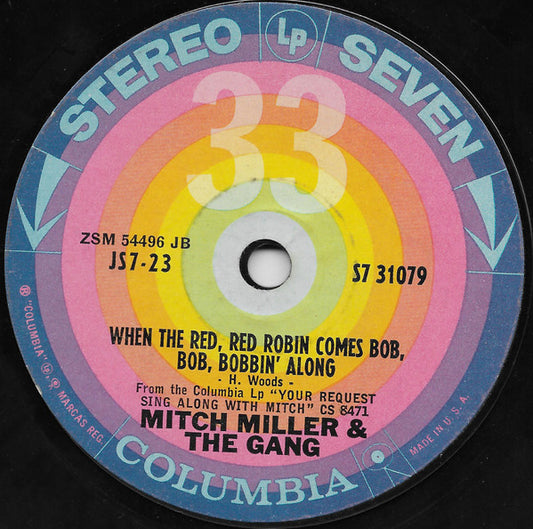 STEREO Lp SEVEN
33
ZSM 54496 JB
JS7-23
S7 31079
WHEN THE RED, RED ROBIN COMES BOB,
BOB, BOBBIN' ALONG
- H. Woods -
From the Columbia Lp "YOUR REQUEST
SING ALONG WITH MITCH" CS 8471
MITCH MILLER &
THE GANG
COLUMBIA
® "COLUMBIA", Lp, MARCAS REG.
MADE IN U. S. A.